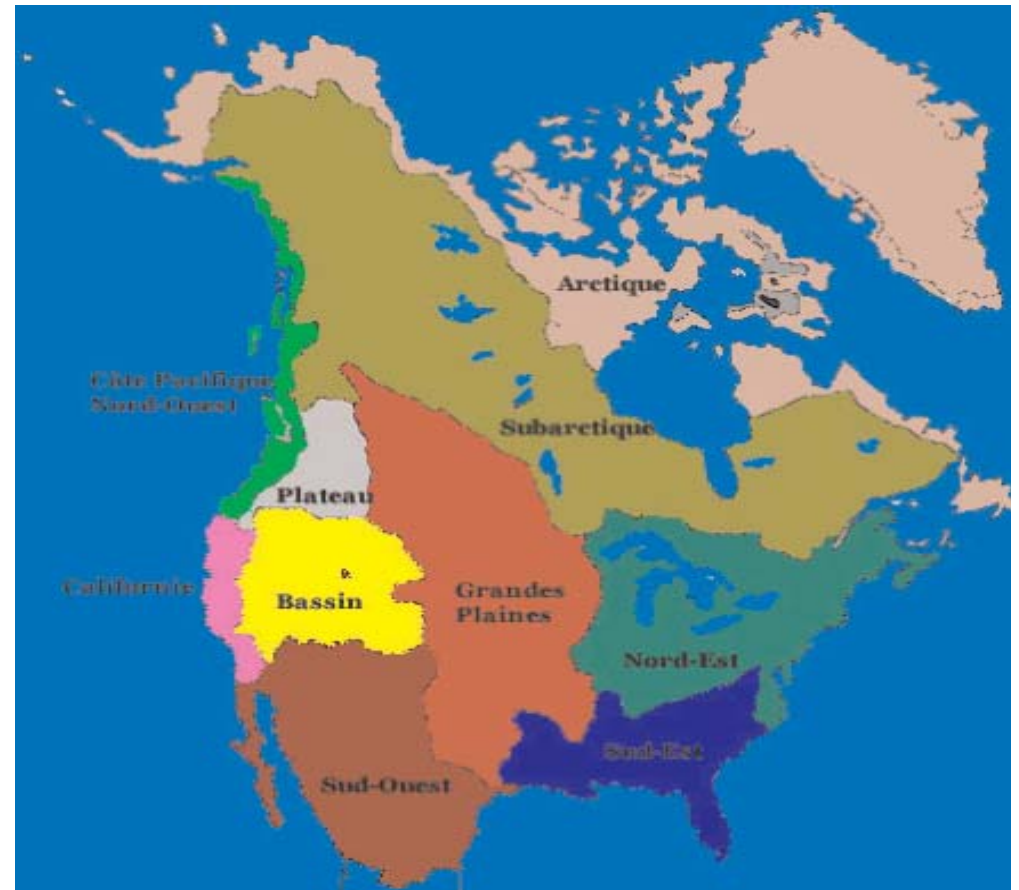 Arctique
Côte Pacifique
Nord-Ouest
Subarctique
Plateau
Californie
Bassin
Grandes
Plaines
Nord-Est
Sud-Est
Sud-Ouest